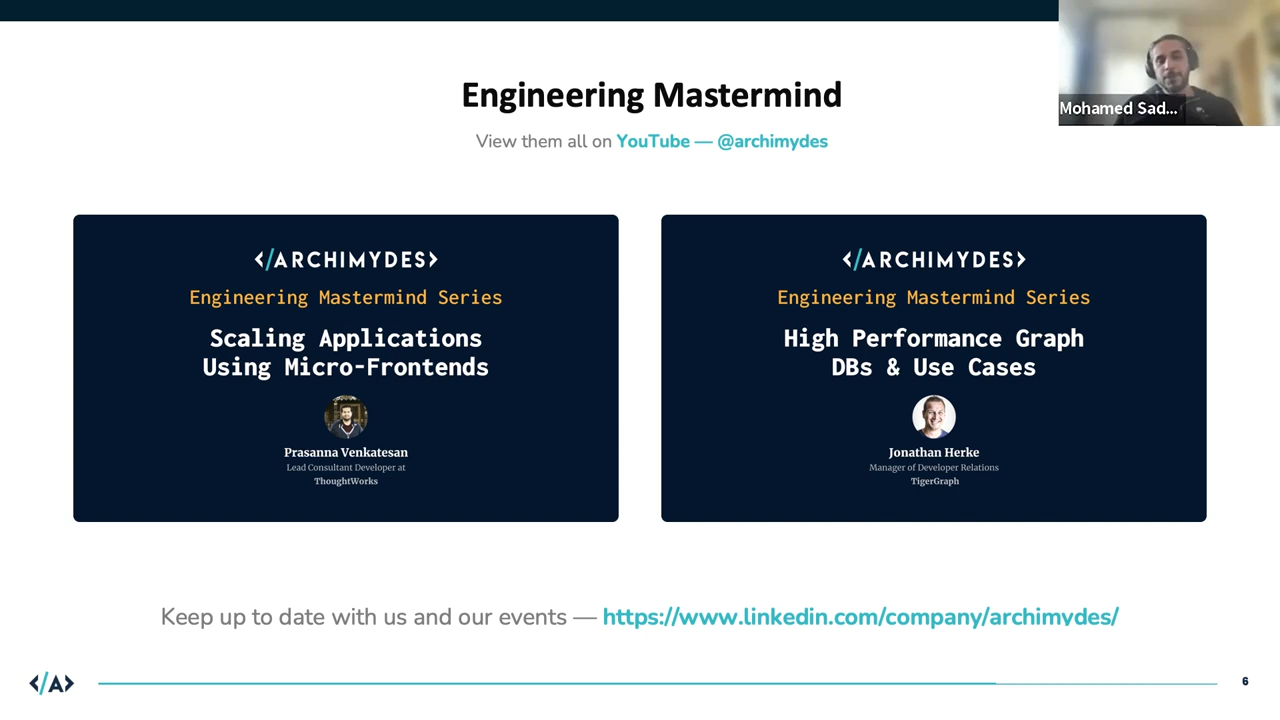 Engineering Mastermind
View them all on YouTube — @archimydes
Mohamed Sad...
</ARCHIMYDES>
Engineering Mastermind Series
Scaling Applications
Using Micro-Frontends
Prasanna Venkatesan
Lead Consultant Developer at
ThoughtWorks
</ARCHIMYDES>
Engineering Mastermind Series
High Performance Graph
DBs & Use Cases
Jonathan Herke
Manager of Developer Relations
TigerGraph
Keep up to date with us and our events — https://www.linkedin.com/company/archimydes/
</A>
6